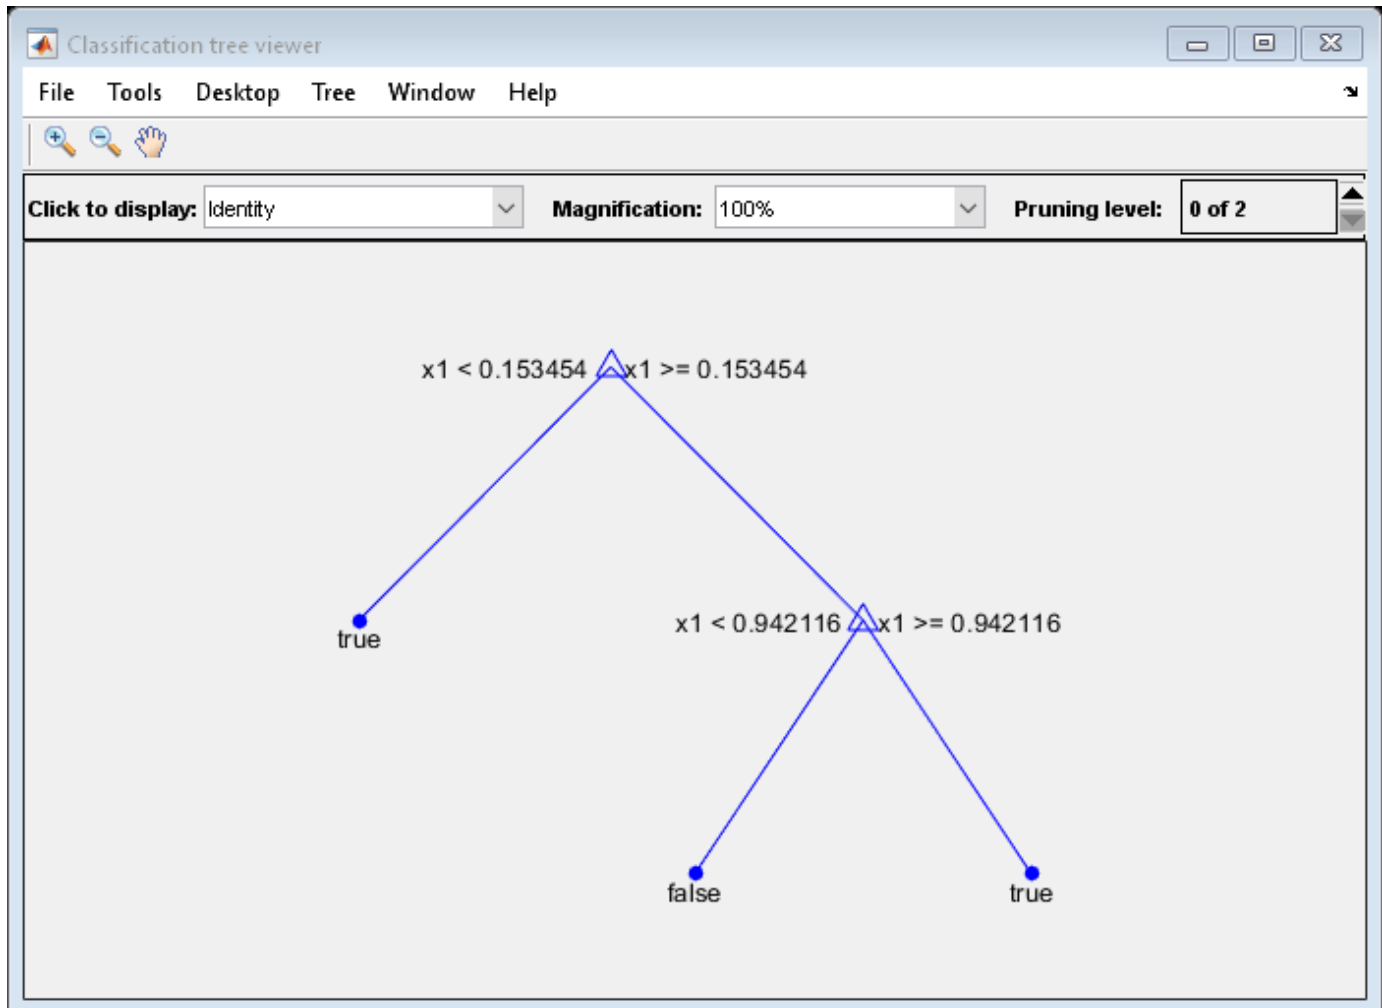 Classification tree viewer
File Tools Desktop Tree Window Help
Click to display: Identity Magnification: 100% Pruning level: 0 of 2
x1 < 0.153454 x1 >= 0.153454
true
x1 < 0.942116 x1 >= 0.942116
false true